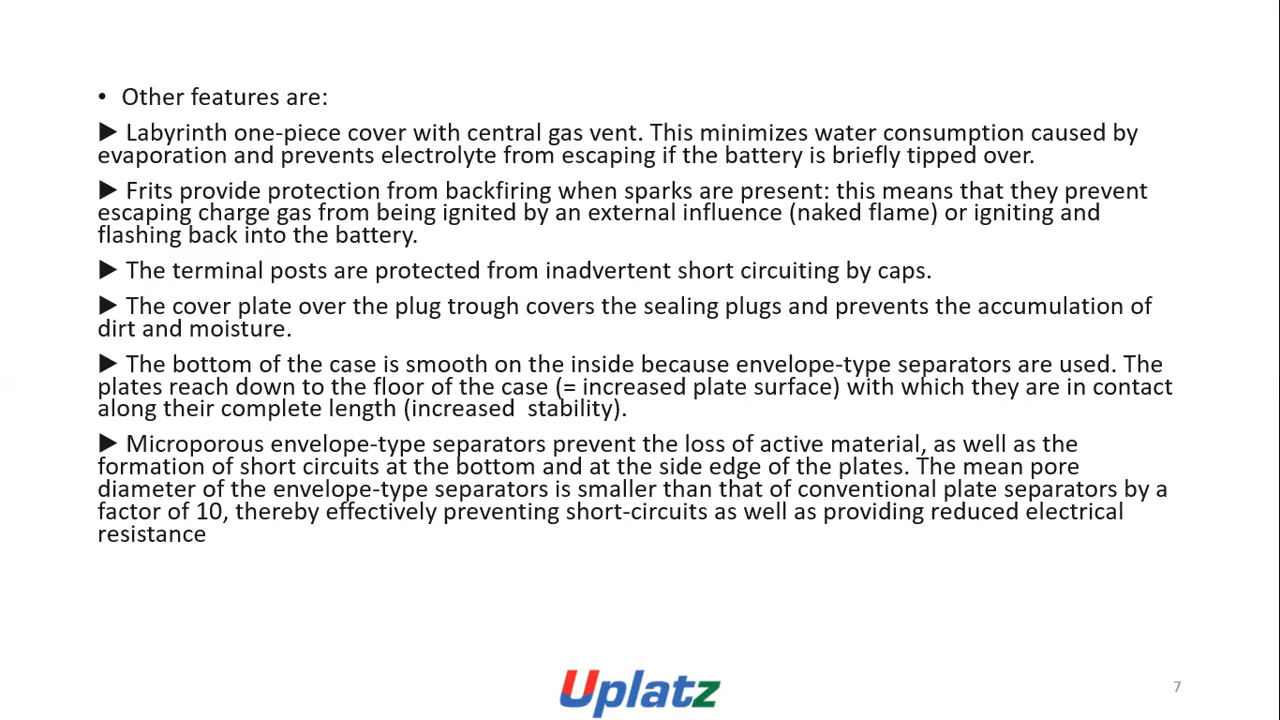 • Other features are:
▶ Labyrinth one-piece cover with central gas vent. This minimizes water consumption caused by
evaporation and prevents electrolyte from escaping if the battery is briefly tipped over.
▶ Frits provide protection from backfiring when sparks are present: this means that they prevent
escaping charge gas from being ignited by an external influence (naked flame) or igniting and
flashing back into the battery.
▶ The terminal posts are protected from inadvertent short circuiting by caps.
▶ The cover plate over the plug trough covers the sealing plugs and prevents the accumulation of
dirt and moisture.
▶ The bottom of the case is smooth on the inside because envelope-type separators are used. The
plates reach down to the floor of the case (= increased plate surface) with which they are in contact
along their complete length (increased  stability).
▶ Microporous envelope-type separators prevent the loss of active material, as well as the
formation of short circuits at the bottom and at the side edge of the plates. The mean pore
diameter of the envelope-type separators is smaller than that of conventional plate separators by a
factor of 10, thereby effectively preventing short-circuits as well as providing reduced electrical
resistance
Uplatz
7